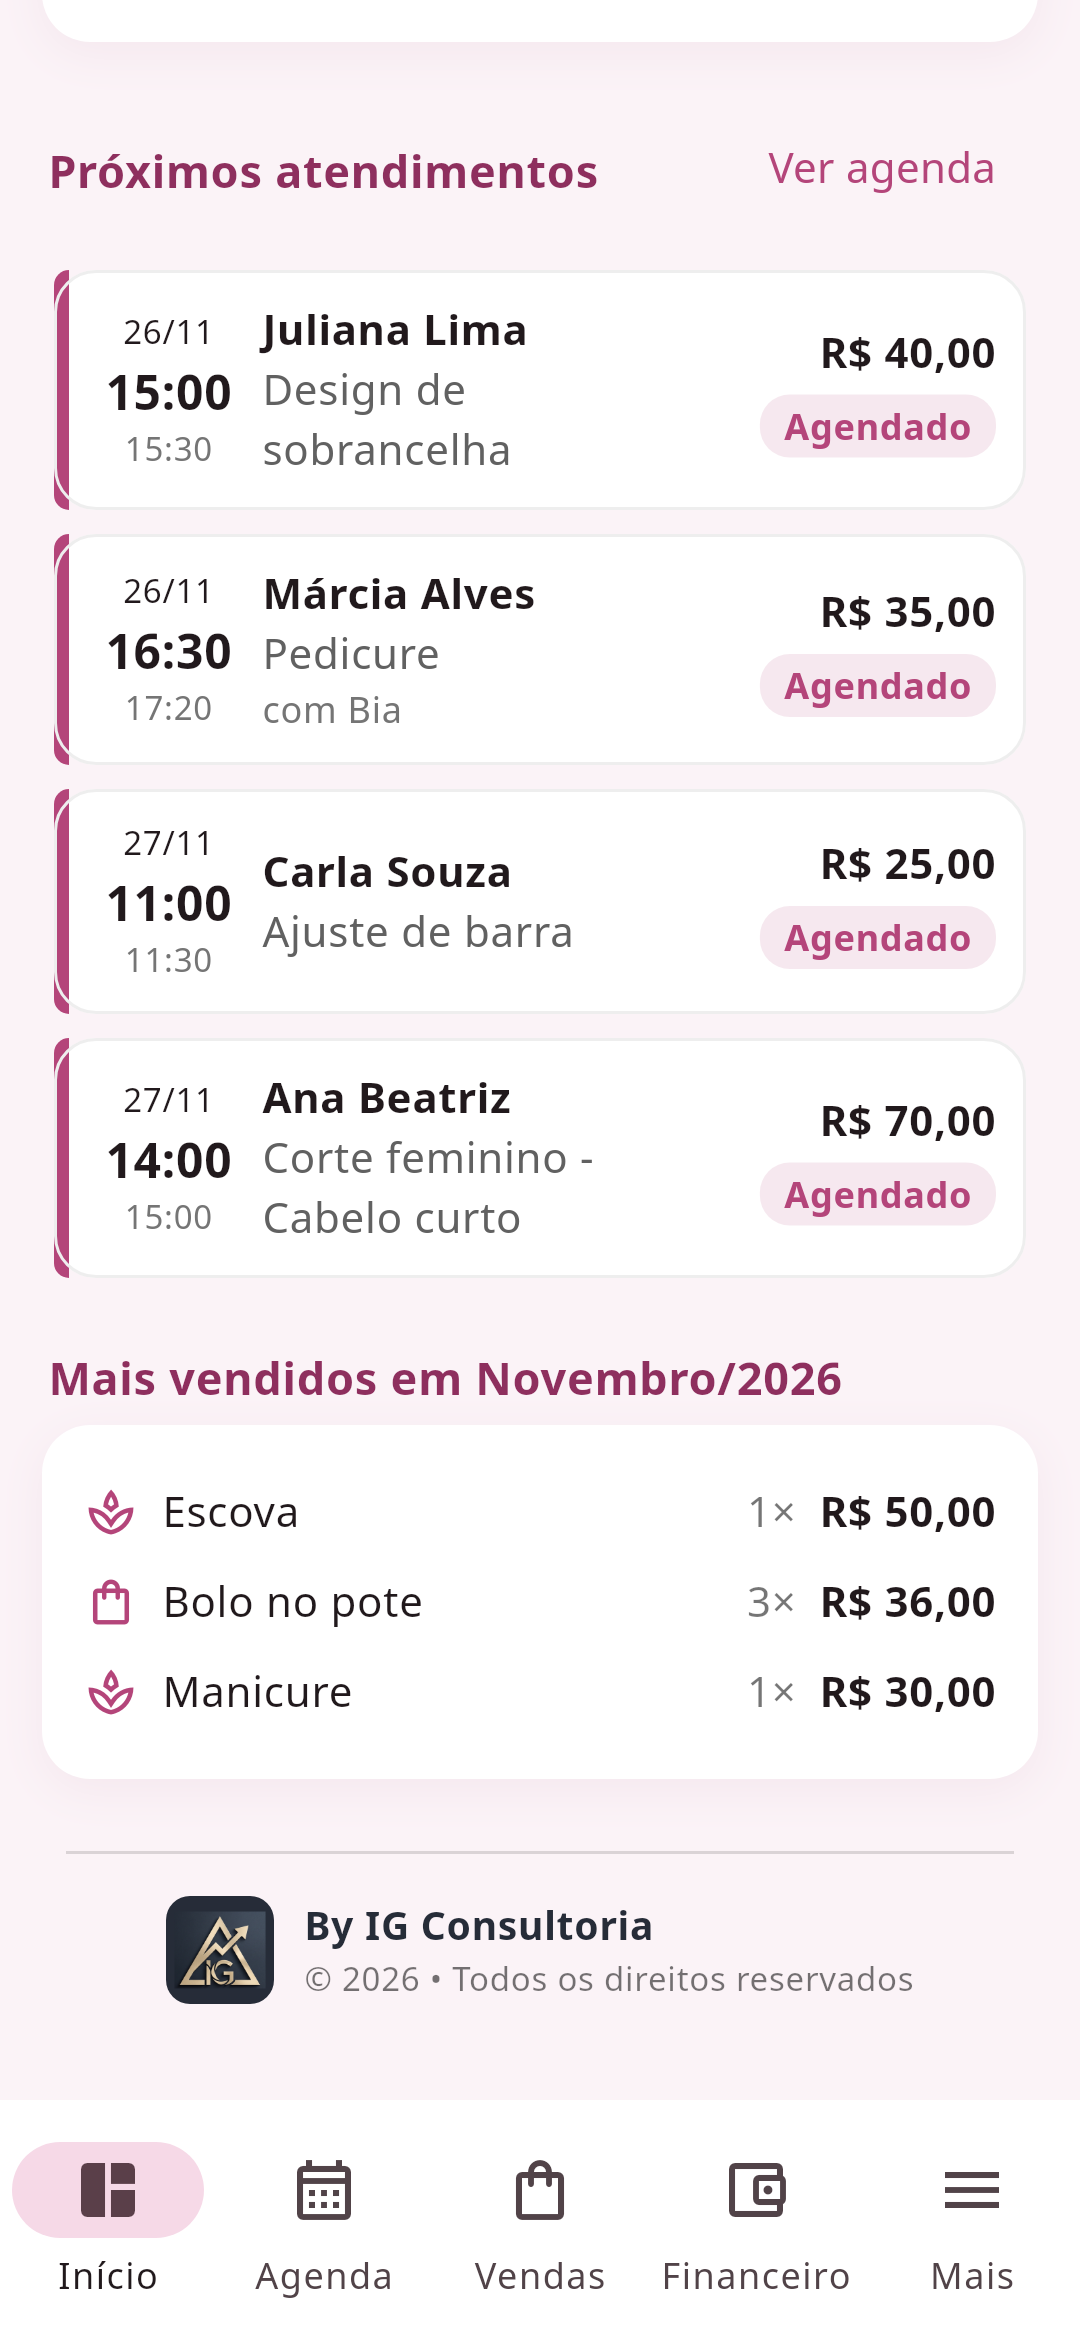 Próximos atendimentos
Ver agenda
26/11
15:00
15:30
Juliana Lima
Design de
sobrancelha
R$ 40,00
Agendado
26/11
16:30
17:20
Márcia Alves
Pedicure
com Bia
R$ 35,00
Agendado
27/11
11:00
11:30
Carla Souza
Ajuste de barra
R$ 25,00
Agendado
27/11
14:00
15:00
Ana Beatriz
Corte feminino -
Cabelo curto
R$ 70,00
Agendado
Mais vendidos em Novembro/2026
Escova 1× R$ 50,00
Bolo no pote 3× R$ 36,00
Manicure 1× R$ 30,00
IG
By IG Consultoria
© 2026 • Todos os direitos reservados
Início
Agenda
Vendas
Financeiro
Mais